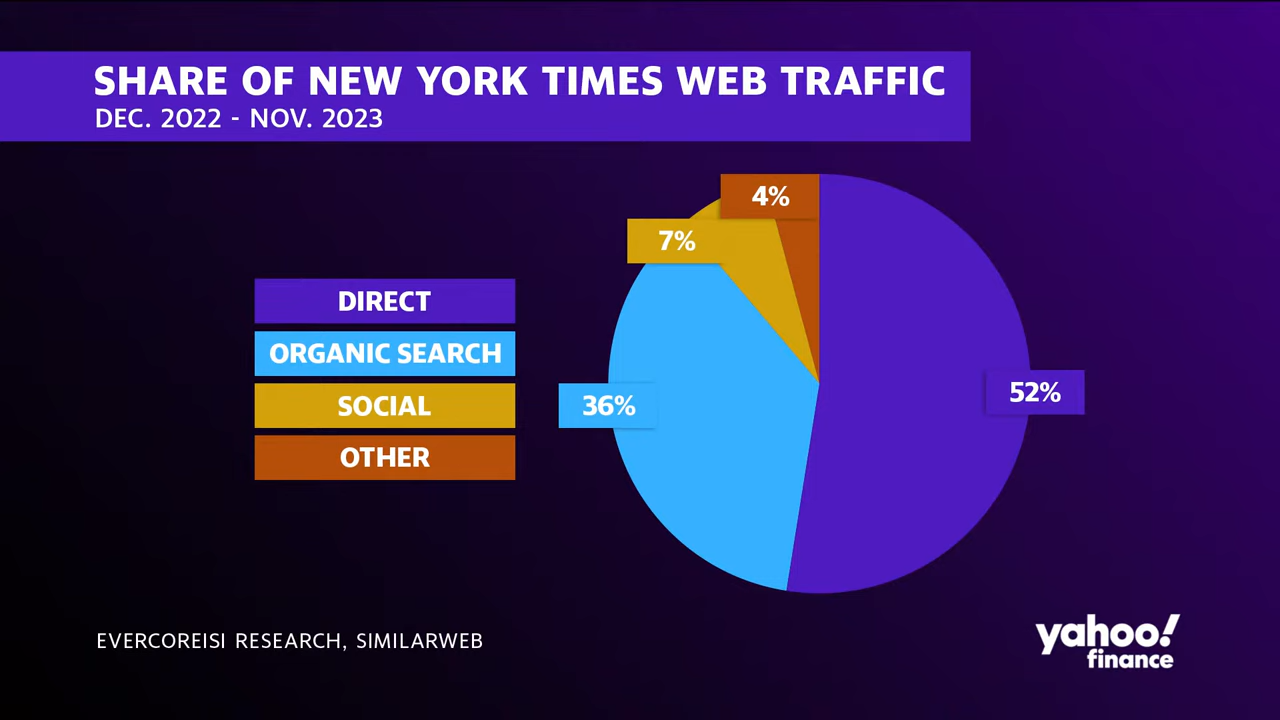 SHARE OF NEW YORK TIMES WEB TRAFFIC
DEC. 2022 - NOV. 2023
4%
7%
DIRECT
ORGANIC SEARCH
SOCIAL
OTHER
36%
52%
EVERCOREISI RESEARCH, SIMILARWEB
yahoo!
finance